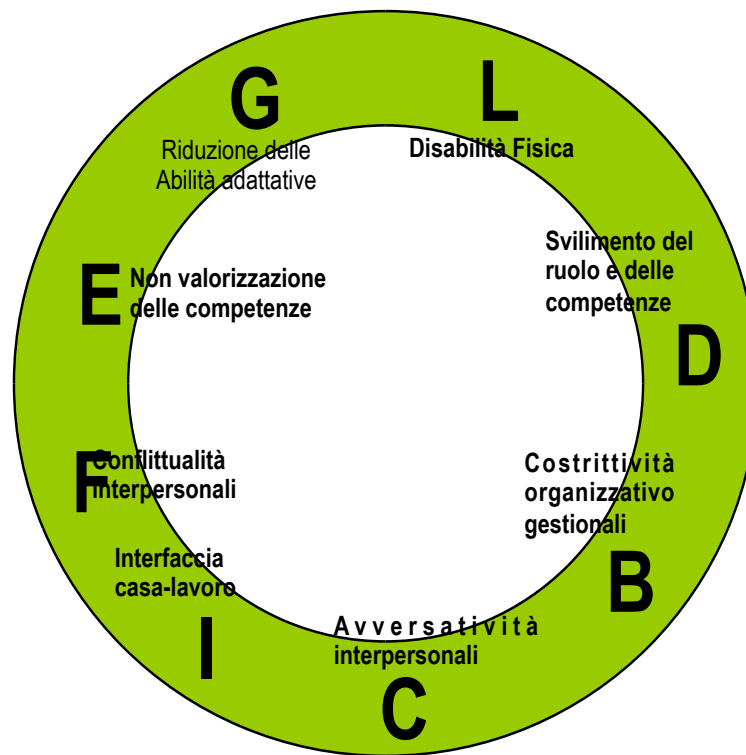 G
L
Riduzione delle
Abilità adattative
Disabilità Fisica
Svilimento del
ruolo e delle
competenze
E
Non valorizzazione
delle competenze
D
F
Conflittualità
interpersonali
Costrittività
organizzativo
gestionali
Interfaccia
casa-lavoro
B
I
Avversatività
interpersonali
C